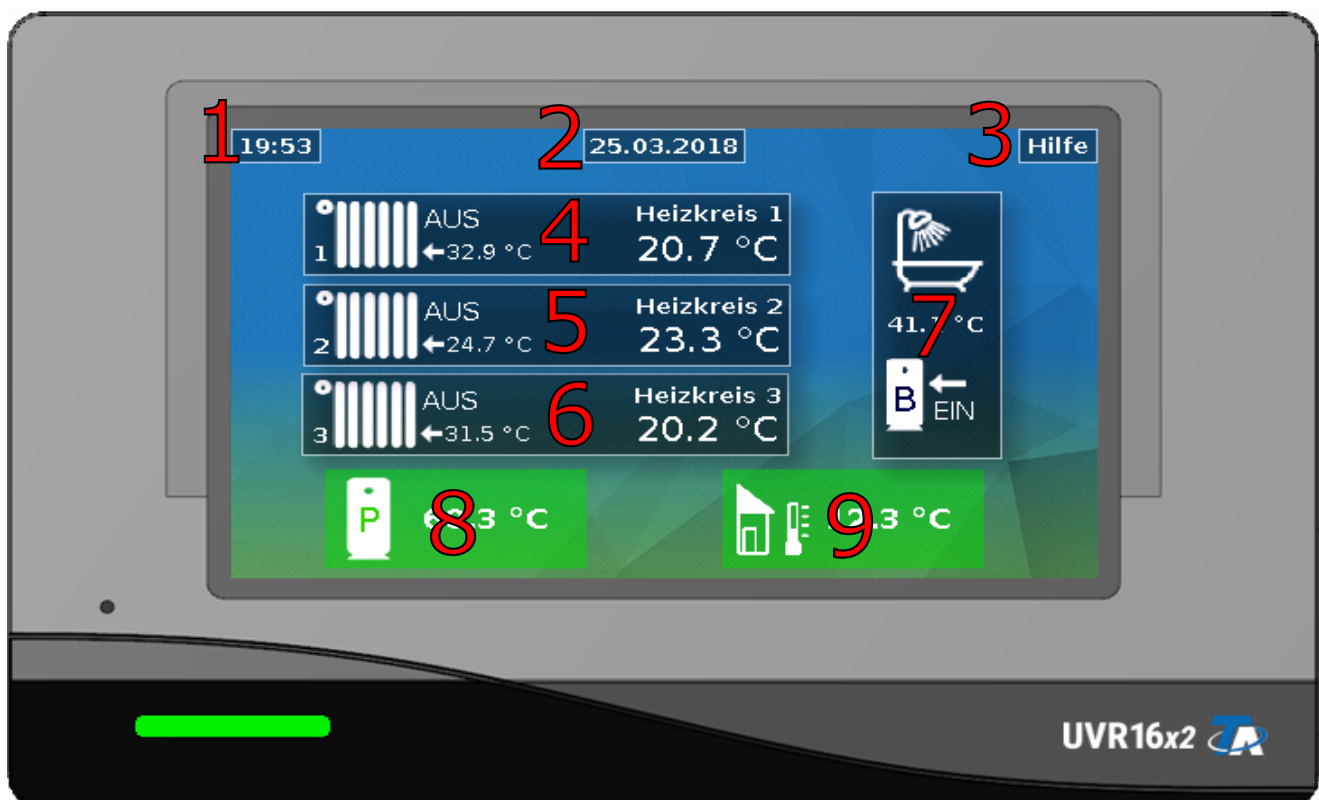 1 19:53
2 25.03.2018
3 Hilfe
1 AUS 4 Heizkreis 1
←32.9 °C 20.7 °C
2 AUS 5 Heizkreis 2
←24.7 °C 23.3 °C
3 AUS 6 Heizkreis 3
←31.5 °C 20.2 °C
7
°C
B ← EIN
P 8 °C
9 °C
UVR16x2 TA